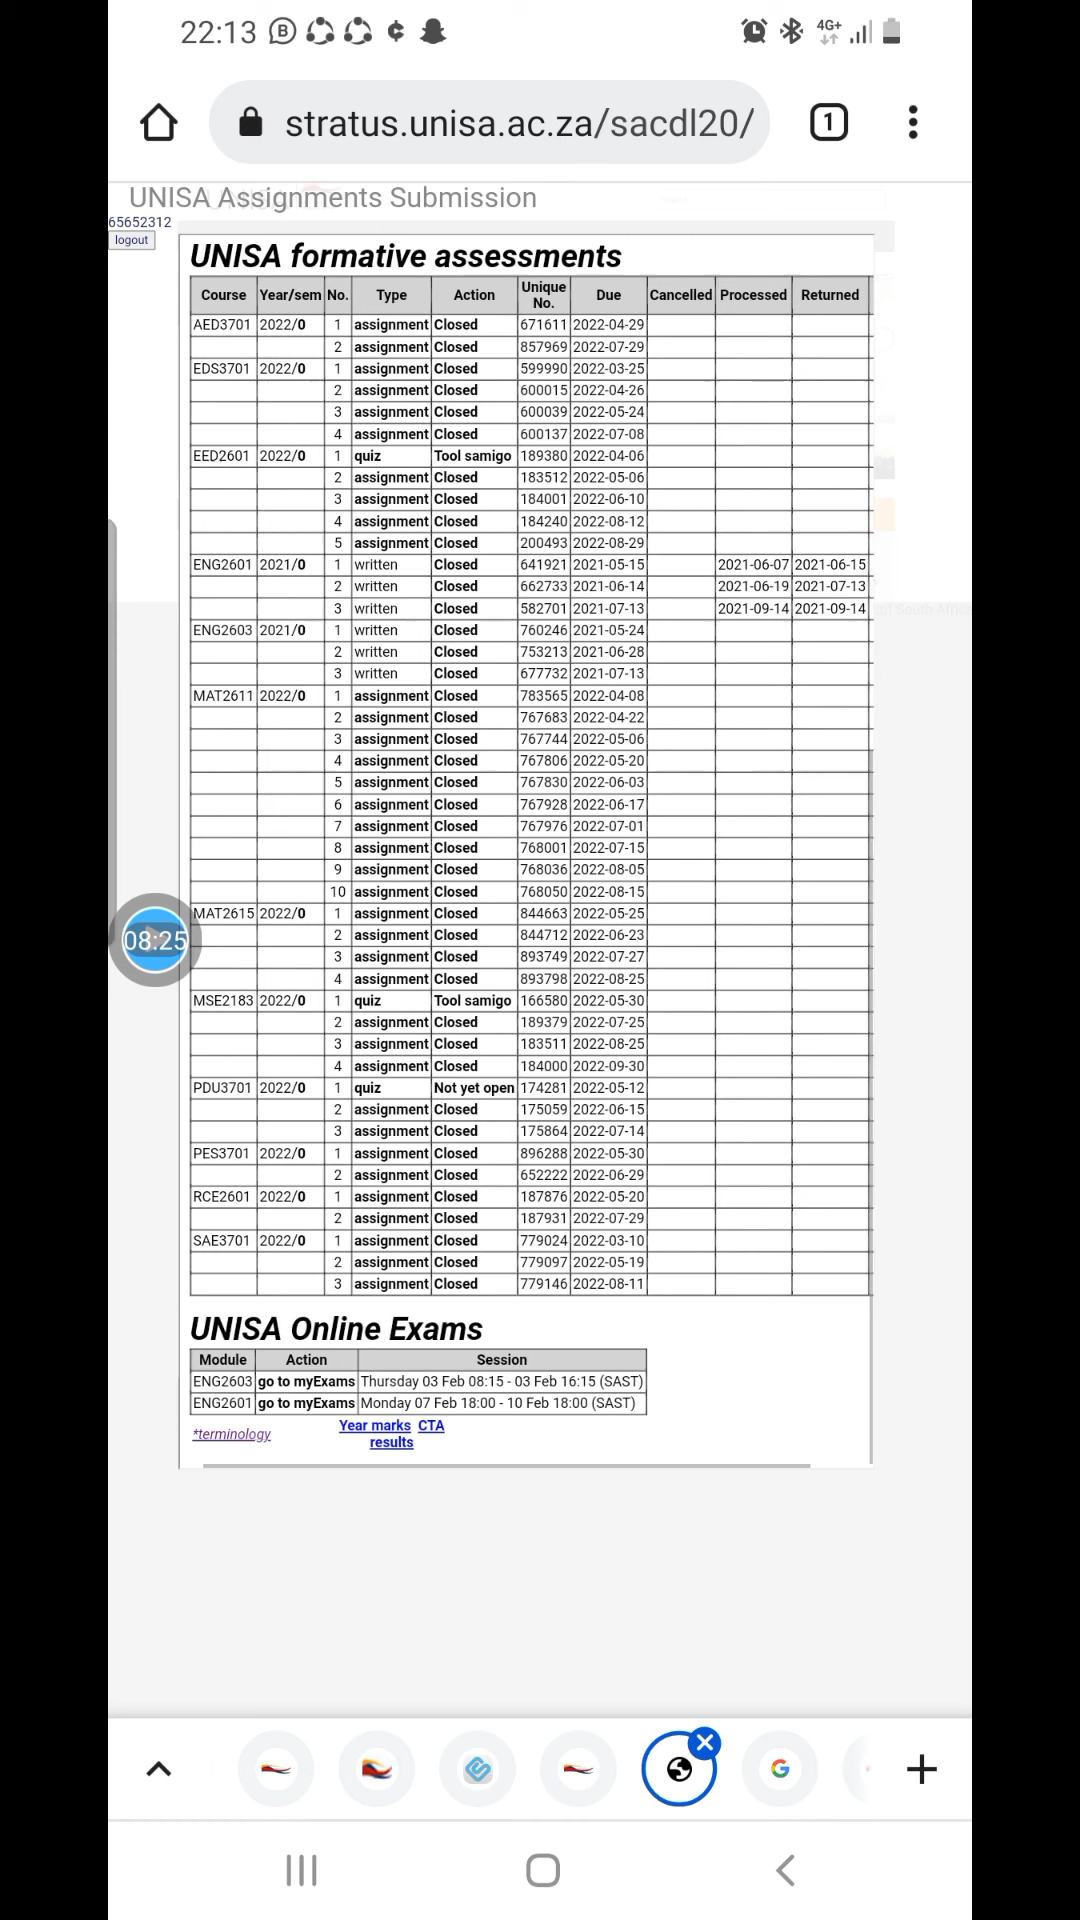 22:13 4G+
stratus.unisa.ac.za/sacdl20/ 1
UNISA Assignments Submission
65652312
logout
UNISA formative assessments
Course Year/sem No. Type Action Unique No. Due Cancelled Processed Returned
AED3701 2022/0 1 assignment Closed 671611 2022-04-29
2 assignment Closed 857969 2022-07-29
EDS3701 2022/0 1 assignment Closed 599990 2022-03-25
2 assignment Closed 600015 2022-04-26
3 assignment Closed 600039 2022-05-24
4 assignment Closed 600137 2022-07-08
EED2601 2022/0 1 quiz Tool samigo 189380 2022-04-06
2 assignment Closed 183512 2022-05-06
3 assignment Closed 184001 2022-06-10
4 assignment Closed 184240 2022-08-12
5 assignment Closed 200493 2022-08-29
ENG2601 2021/0 1 written Closed 641921 2021-05-15 2021-06-07 2021-06-15
2 written Closed 662733 2021-06-14 2021-06-19 2021-07-13
3 written Closed 582701 2021-07-13 2021-09-14 2021-09-14
of South Africa
ENG2603 2021/0 1 written Closed 760246 2021-05-24
2 written Closed 753213 2021-06-28
3 written Closed 677732 2021-07-13
MAT2611 2022/0 1 assignment Closed 783565 2022-04-08
2 assignment Closed 767683 2022-04-22
3 assignment Closed 767744 2022-05-06
4 assignment Closed 767806 2022-05-20
5 assignment Closed 767830 2022-06-03
6 assignment Closed 767928 2022-06-17
7 assignment Closed 767976 2022-07-01
8 assignment Closed 768001 2022-07-15
9 assignment Closed 768036 2022-08-05
10 assignment Closed 768050 2022-08-15
MAT2615 2022/0 1 assignment Closed 844663 2022-05-25
08:25 2 assignment Closed 844712 2022-06-23
3 assignment Closed 893749 2022-07-27
4 assignment Closed 893798 2022-08-25
MSE2183 2022/0 1 quiz Tool samigo 166580 2022-05-30
2 assignment Closed 189379 2022-07-25
3 assignment Closed 183511 2022-08-25
4 assignment Closed 184000 2022-09-30
PDU3701 2022/0 1 quiz Not yet open 174281 2022-05-12
2 assignment Closed 175059 2022-06-15
3 assignment Closed 175864 2022-07-14
PES3701 2022/0 1 assignment Closed 896288 2022-05-30
2 assignment Closed 652222 2022-06-29
RCE2601 2022/0 1 assignment Closed 187876 2022-05-20
2 assignment Closed 187931 2022-07-29
SAE3701 2022/0 1 assignment Closed 779024 2022-03-10
2 assignment Closed 779097 2022-05-19
3 assignment Closed 779146 2022-08-11
UNISA Online Exams
Module Action Session
ENG2603 go to myExams Thursday 03 Feb 08:15 - 03 Feb 16:15 (SAST)
ENG2601 go to myExams Monday 07 Feb 18:00 - 10 Feb 18:00 (SAST)
*terminology Year marks CTA
results